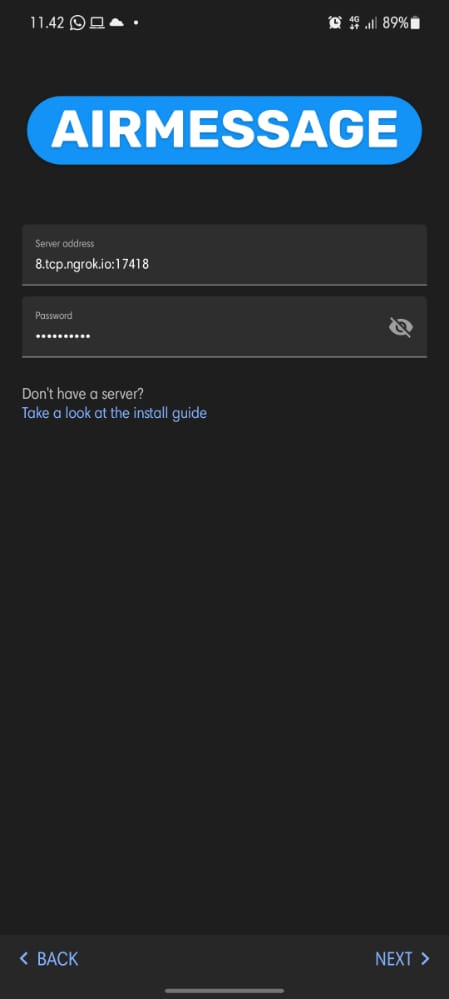 11.42
4G
89%
AIRMESSAGE
Server address
8.tcp.ngrok.io:17418
Password
••••••••••
Don't have a server?
Take a look at the install guide
BACK
NEXT